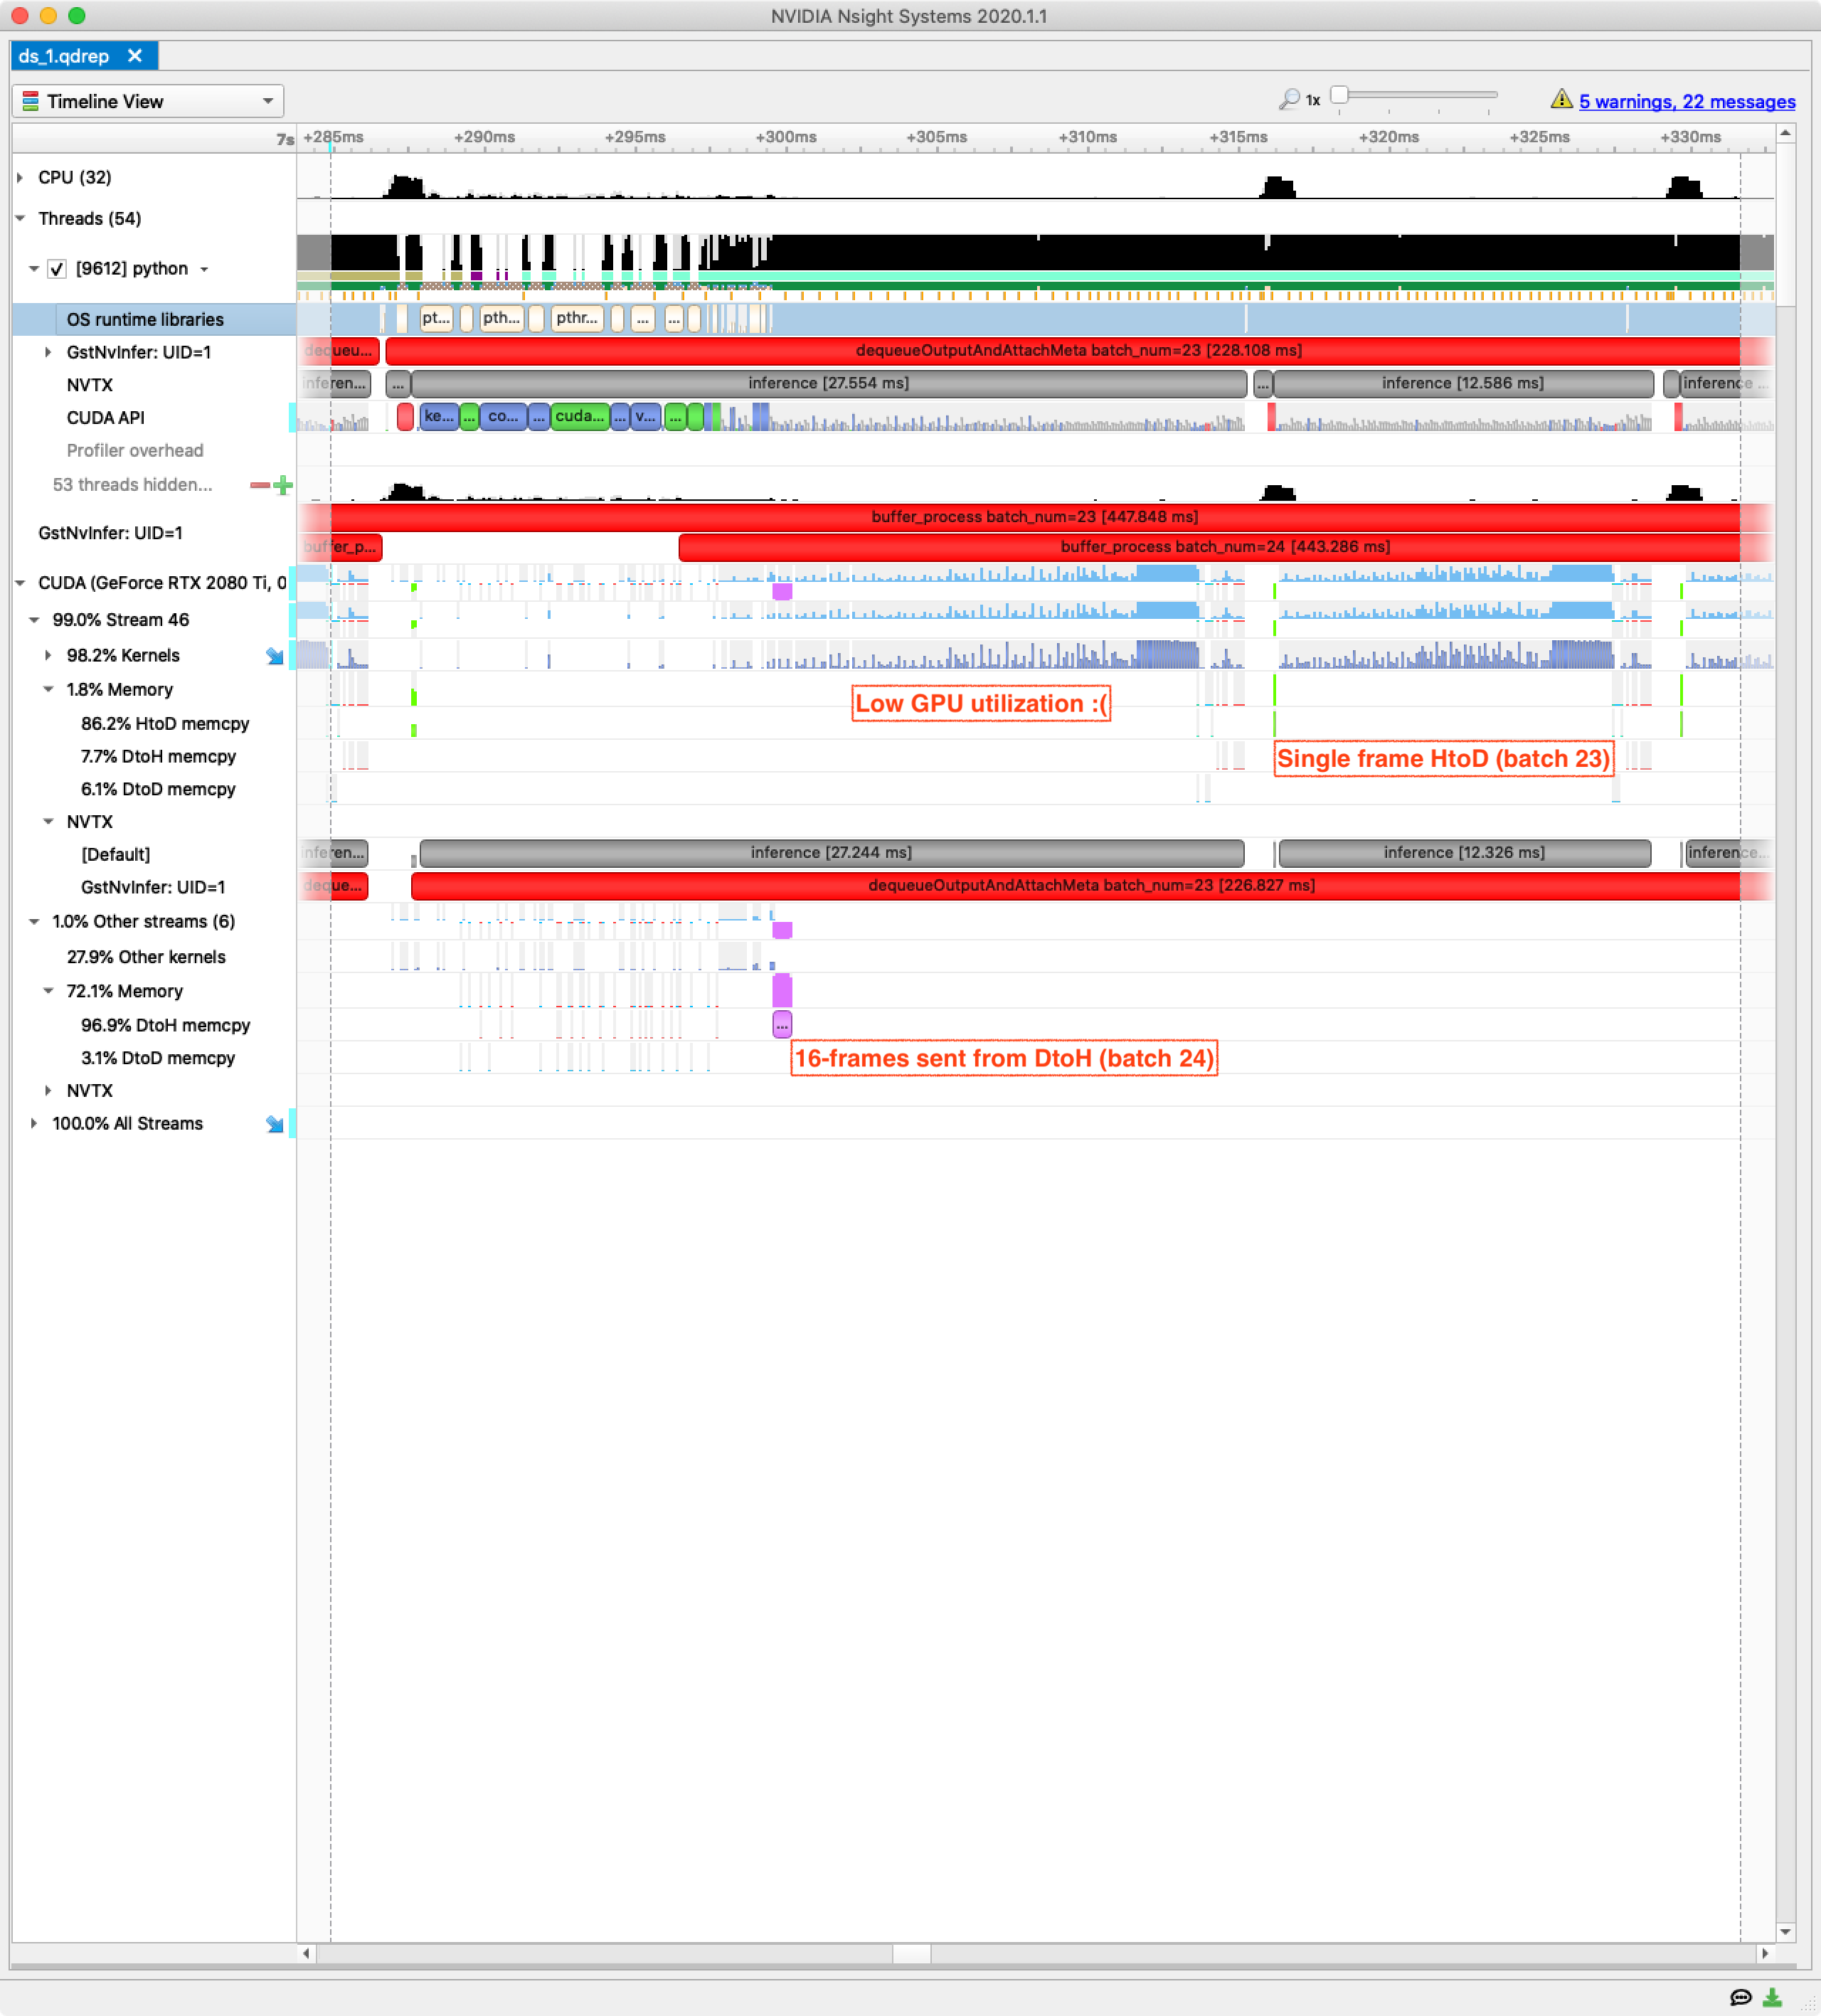 NVIDIA Nsight Systems 2020.1.1
ds_1.qdrep
Timeline View
1x
5 warnings, 22 messages
7s +285ms +290ms +295ms +300ms +305ms +310ms +315ms +320ms +325ms +330ms
CPU (32)
Threads (54)
[9612] python
OS runtime libraries pt... pth... pthr... ... ...
GstNvInfer: UID=1 dequeu... dequeueOutputAndAttachMeta batch_num=23 [228.108 ms]
NVTX inferen... ... inference [27.554 ms] ... inference [12.586 ms] inference ...
CUDA API ke... ... co... ... cuda... ... v... ...
Profiler overhead
53 threads hidden...
buffer_process batch_num=23 [447.848 ms]
GstNvInfer: UID=1
buffer_p... buffer_process batch_num=24 [443.286 ms]
CUDA (GeForce RTX 2080 Ti, 0
99.0% Stream 46
98.2% Kernels
1.8% Memory
Low GPU utilization :(
86.2% HtoD memcpy
7.7% DtoH memcpy
Single frame HtoD (batch 23)
6.1% DtoD memcpy
NVTX
[Default] inferen... inference [27.244 ms] inference [12.326 ms] inference...
GstNvInfer: UID=1 deque... dequeueOutputAndAttachMeta batch_num=23 [226.827 ms]
1.0% Other streams (6)
27.9% Other kernels
72.1% Memory
96.9% DtoH memcpy ...
3.1% DtoD memcpy
16-frames sent from DtoH (batch 24)
NVTX
100.0% All Streams